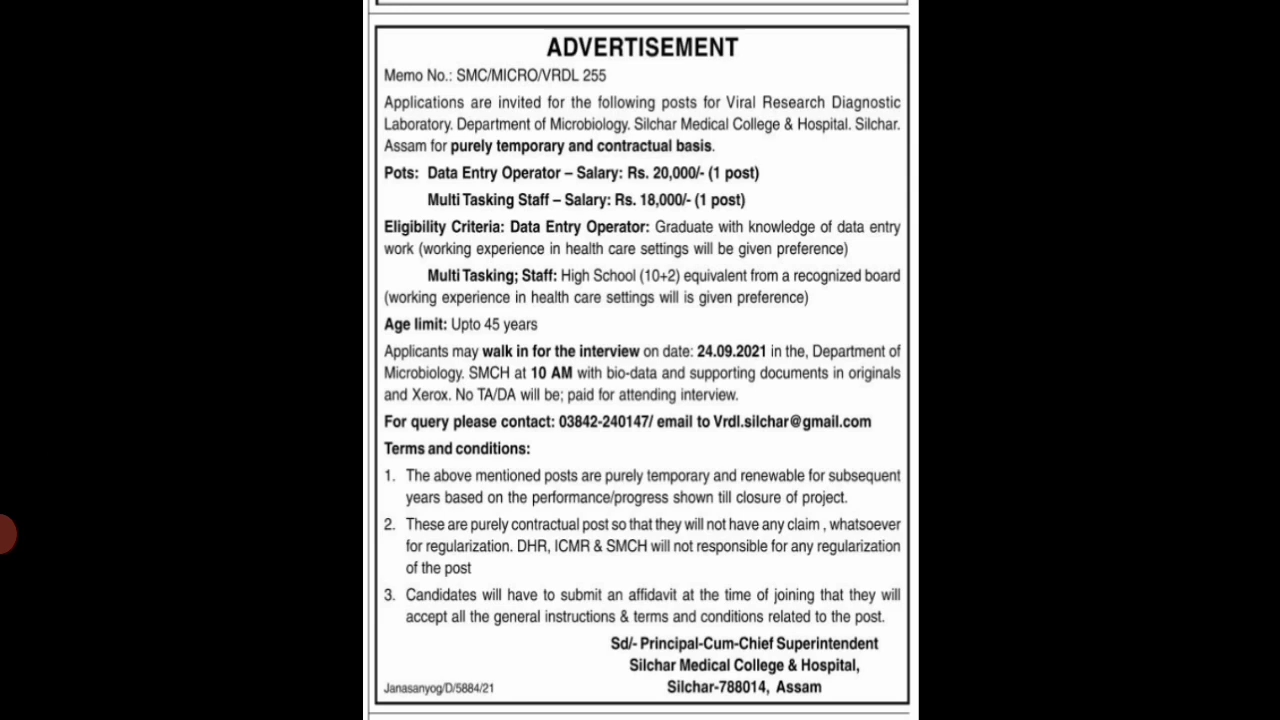 ADVERTISEMENT
Memo No.: SMC/MICRO/VRDL 255
Applications are invited for the following posts for Viral Research Diagnostic
Laboratory. Department of Microbiology. Silchar Medical College & Hospital. Silchar.
Assam for purely temporary and contractual basis.
Pots: Data Entry Operator – Salary: Rs. 20,000/- (1 post)
Multi Tasking Staff – Salary: Rs. 18,000/- (1 post)
Eligibility Criteria: Data Entry Operator: Graduate with knowledge of data entry
work (working experience in health care settings will be given preference)
Multi Tasking; Staff: High School (10+2) equivalent from a recognized board
(working experience in health care settings will is given preference)
Age limit: Upto 45 years
Applicants may walk in for the interview on date: 24.09.2021 in the, Department of
Microbiology. SMCH at 10 AM with bio-data and supporting documents in originals
and Xerox. No TA/DA will be; paid for attending interview.
For query please contact: 03842-240147/ email to Vrdl.silchar@gmail.com
Terms and conditions:
1. The above mentioned posts are purely temporary and renewable for subsequent
years based on the performance/progress shown till closure of project.
2. These are purely contractual post so that they will not have any claim , whatsoever
for regularization. DHR, ICMR & SMCH will not responsible for any regularization
of the post
3. Candidates will have to submit an affidavit at the time of joining that they will
accept all the general instructions & terms and conditions related to the post.
Sd/- Principal-Cum-Chief Superintendent
Silchar Medical College & Hospital,
Silchar-788014, Assam
Janasanyog/D/5884/21